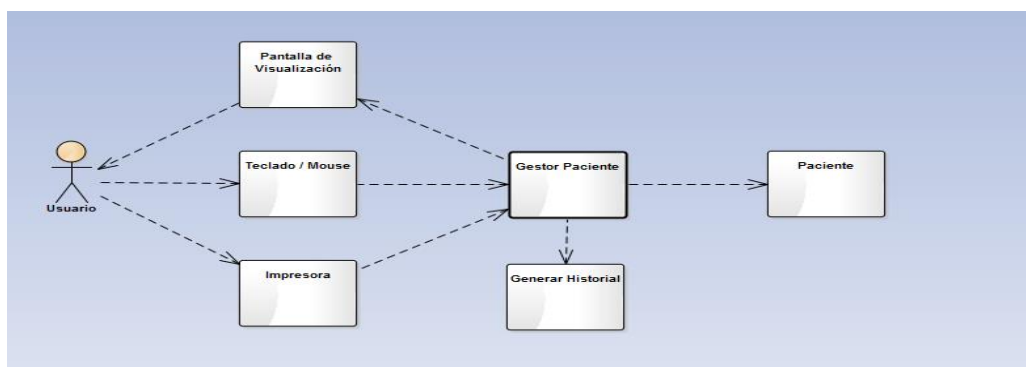 Pantalla de
Visualización
Teclado / Mouse
Gestor Paciente
Paciente
Usuario
Impresora
Generar Historial